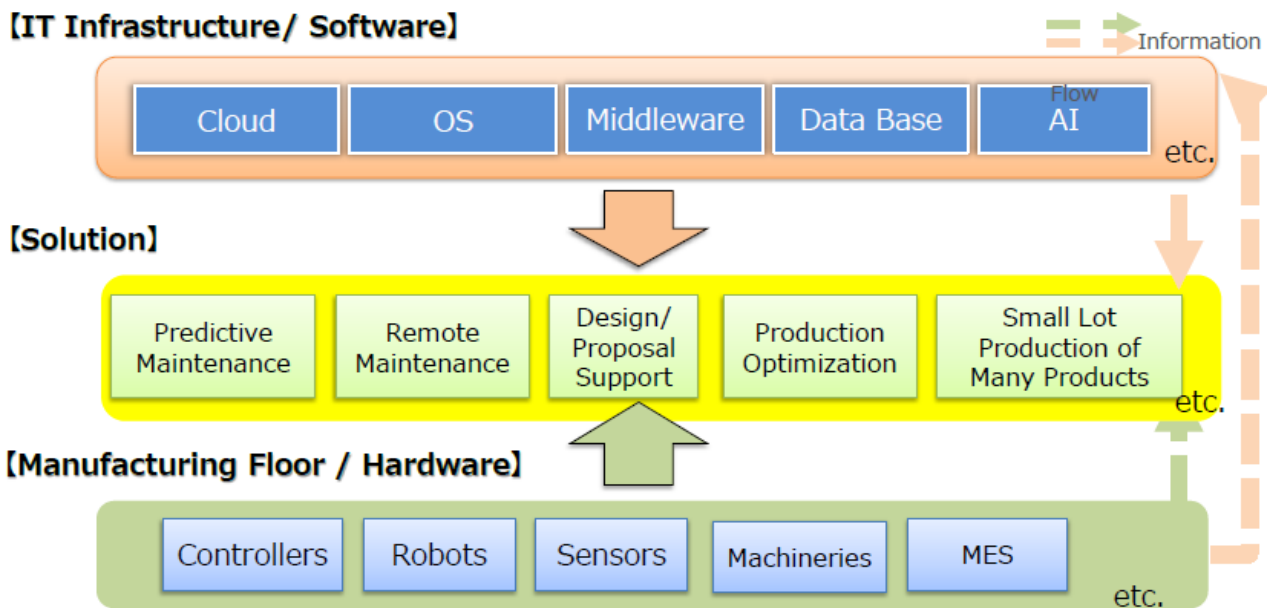 【IT Infrastructure/ Software】
Information
Flow
Cloud
OS
Middleware
Data Base
AI
etc.
【Solution】
Predictive
Maintenance
Remote
Maintenance
Design/
Proposal
Support
Production
Optimization
Small Lot
Production of
Many Products
etc.
【Manufacturing Floor / Hardware】
Controllers
Robots
Sensors
Machineries
MES
etc.